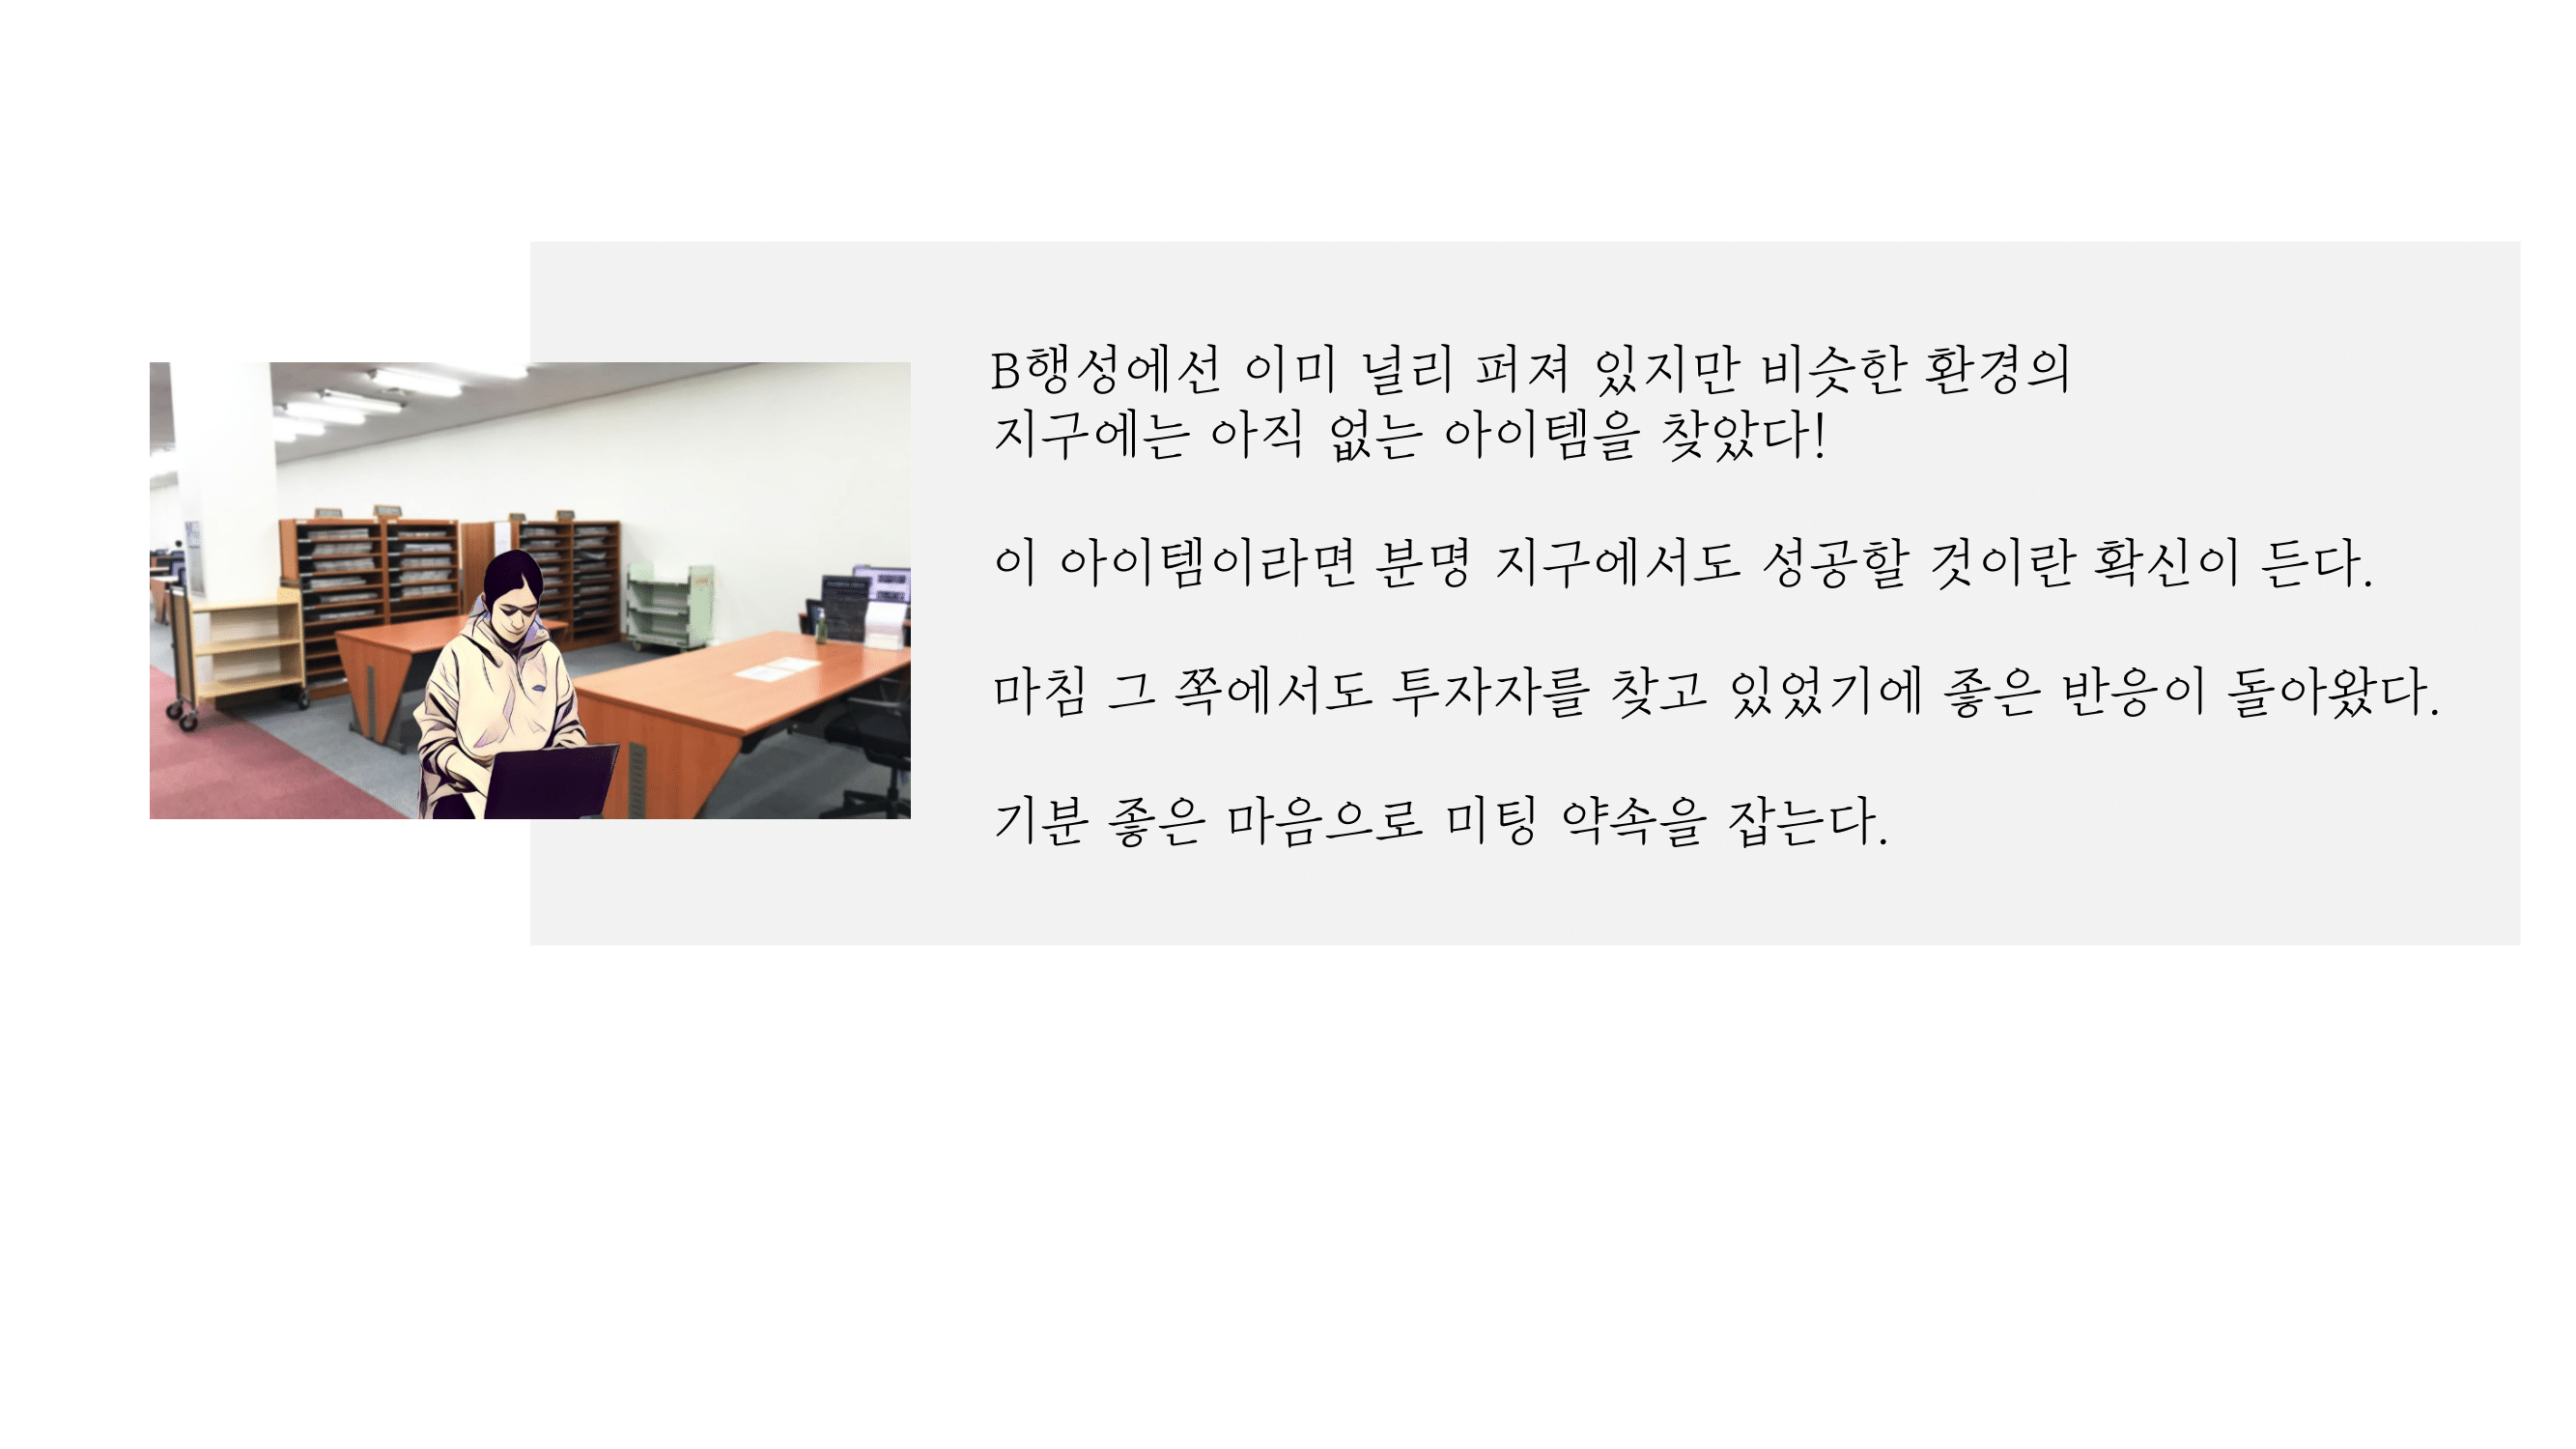 B행성에선 이미 널리 퍼져 있지만 비슷한 환경의
지구에는 아직 없는 아이템을 찾았다!
이 아이템이라면 분명 지구에서도 성공할 것이란 확신이 든다.
마침 그 쪽에서도 투자자를 찾고 있었기에 좋은 반응이 돌아왔다.
기분 좋은 마음으로 미팅 약속을 잡는다.